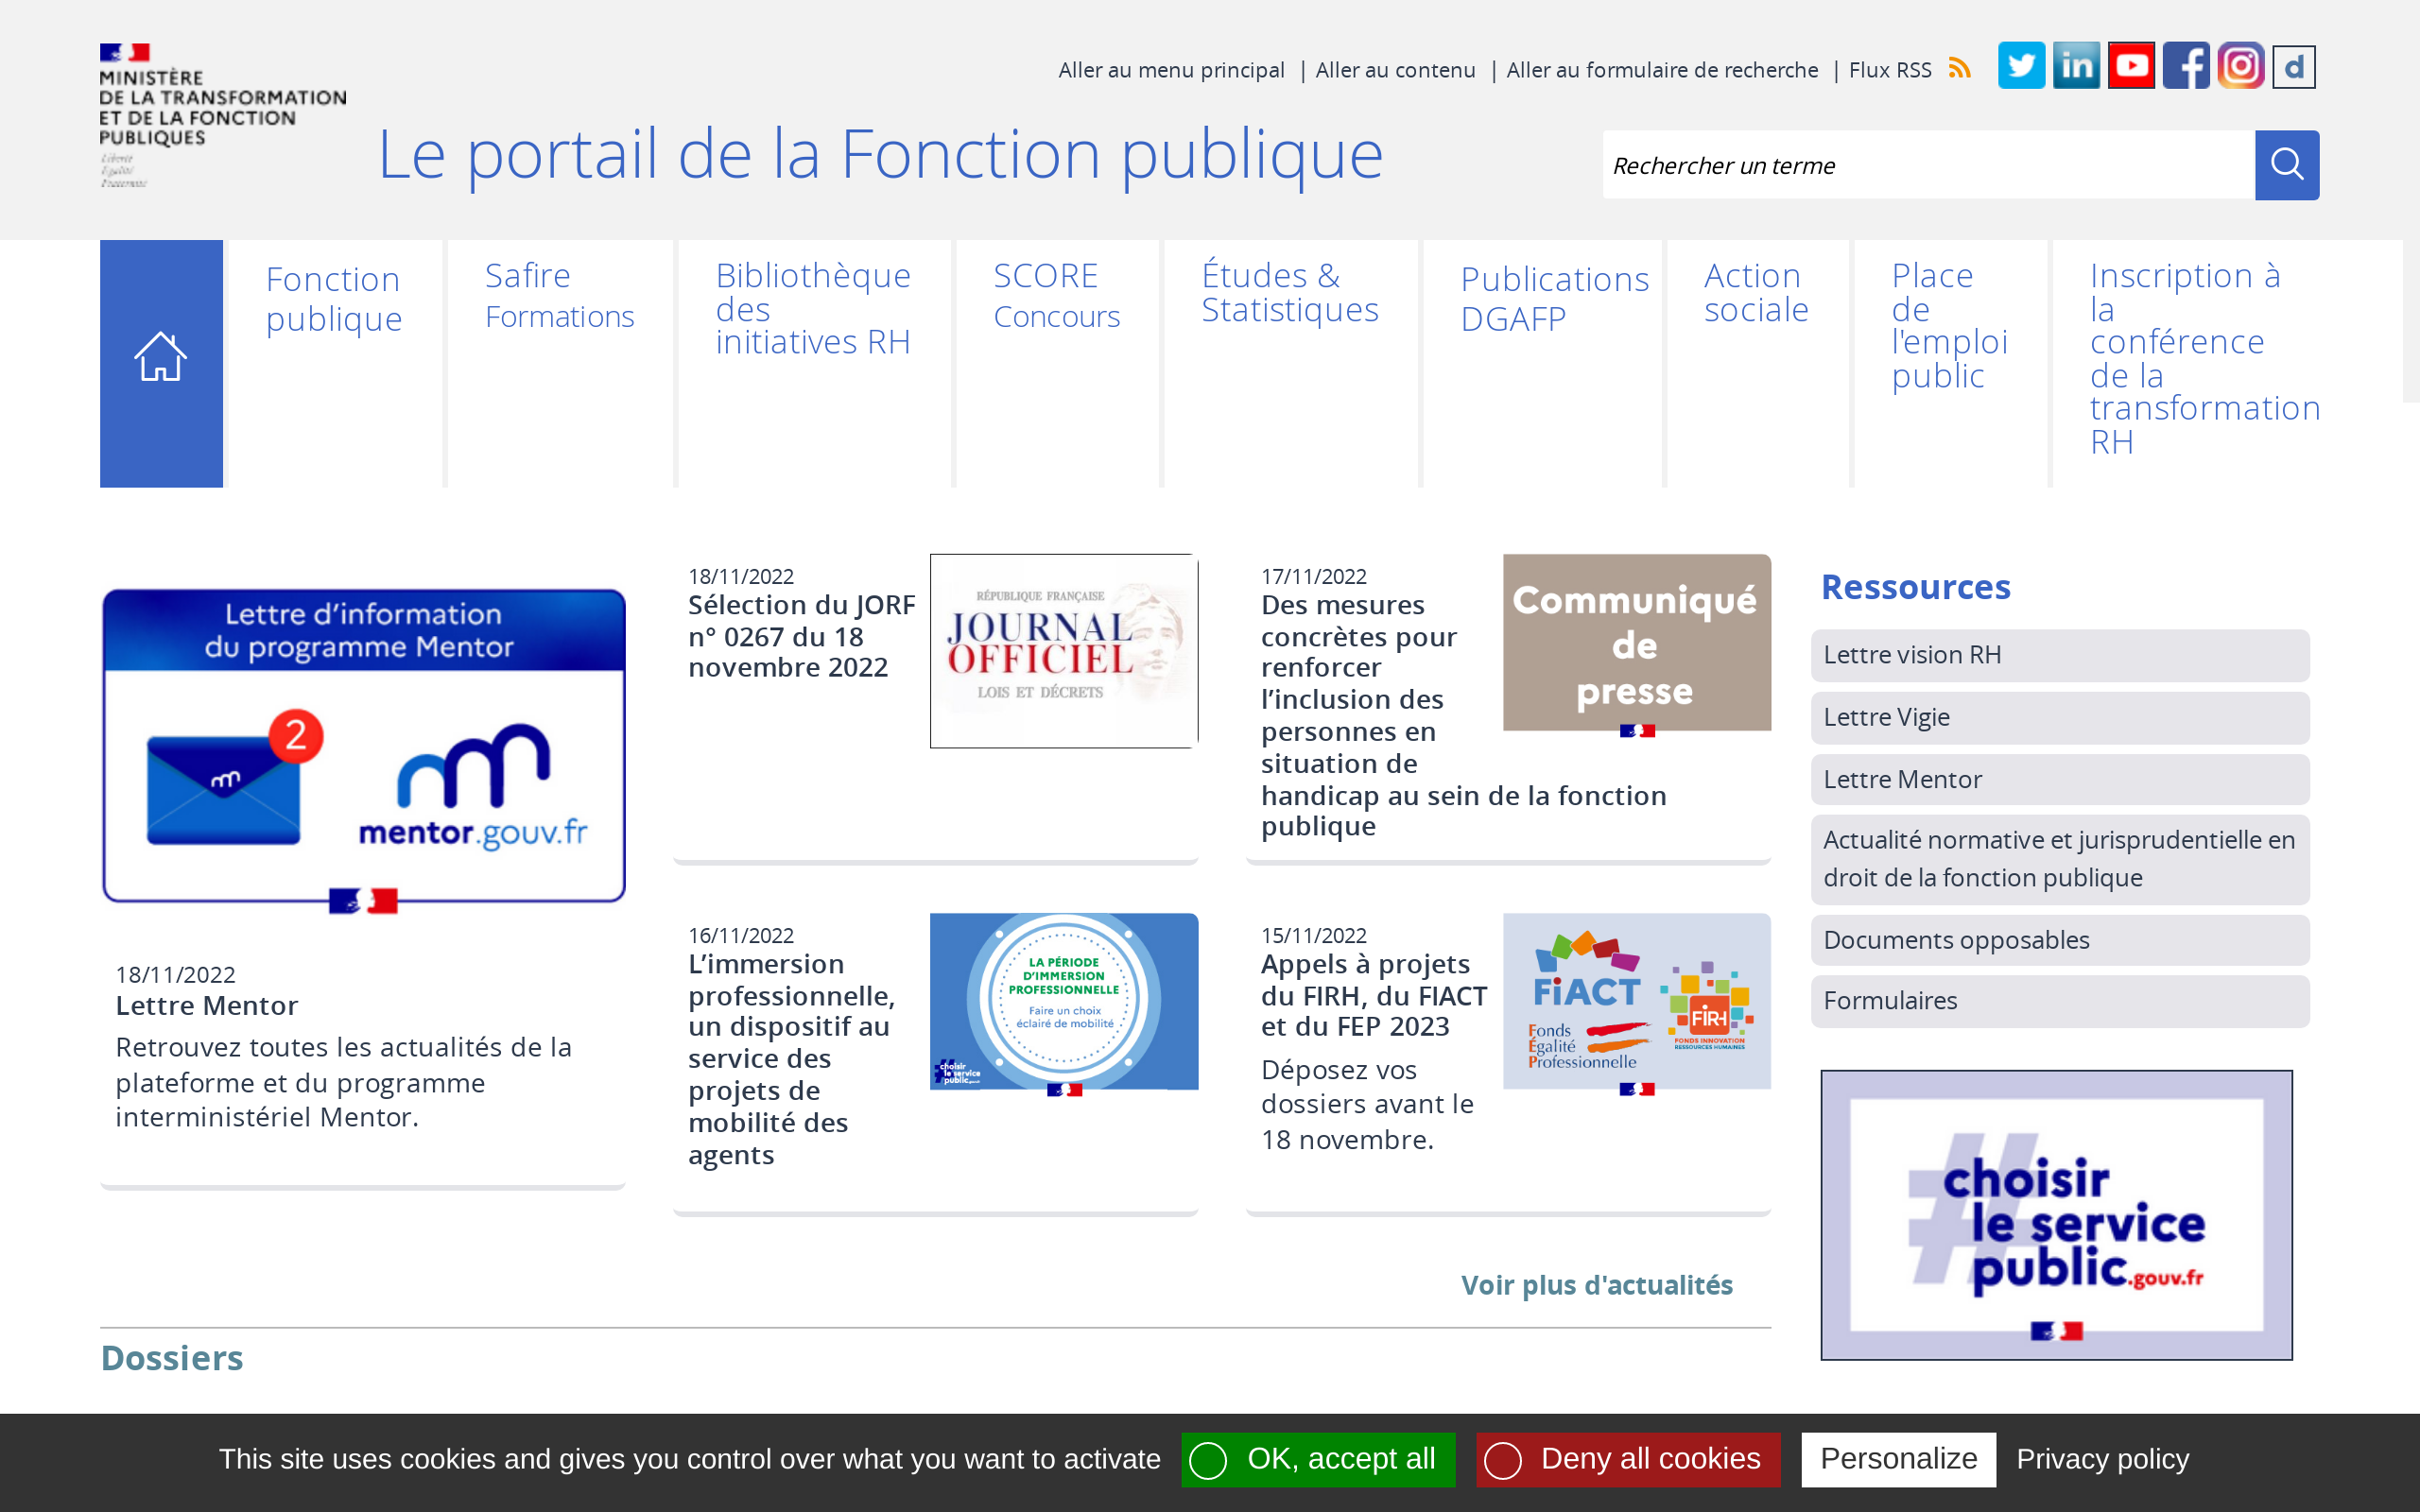 MINISTÈRE
DE LA TRANSFORMATION
ET DE LA FONCTION
PUBLIQUES
Liberté
Égalité
Fraternité
Aller au menu principal | Aller au contenu | Aller au formulaire de recherche | Flux RSS
Le portail de la Fonction publique
Rechercher un terme
Fonction
publique
Safire
Formations
Bibliothèque
des
initiatives RH
SCORE
Concours
Études &
Statistiques
Publications
DGAFP
Action
sociale
Place
de
l'emploi
public
Inscription à
la
conférence
de la
transformation
RH
Lettre d’information
du programme Mentor
2
mentor.gouv.fr
18/11/2022
Lettre Mentor
Retrouvez toutes les actualités de la
plateforme et du programme
interministériel Mentor.
18/11/2022
Sélection du JORF
n° 0267 du 18
novembre 2022
RÉPUBLIQUE FRANÇAISE
JOURNAL
OFFICIEL
LOIS ET DÉCRETS
17/11/2022
Des mesures
concrètes pour
renforcer
l’inclusion des
personnes en
situation de
handicap au sein de la fonction
publique
Communiqué
de
presse
16/11/2022
L’immersion
professionnelle,
un dispositif au
service des
projets de
mobilité des
agents
LA PÉRIODE
D’IMMERSION
PROFESSIONNELLE
Faire un choix
éclairé de mobilité
choisir
le service
public
15/11/2022
Appels à projets
du FIRH, du FIACT
et du FEP 2023
Déposez vos
dossiers avant le
18 novembre.
FiACT
Fonds
Égalité
Professionnelle
FiRH
FONDS INNOVATION
RESSOURCES HUMAINES
Voir plus d'actualités
Dossiers
Ressources
Lettre vision RH
Lettre Vigie
Lettre Mentor
Actualité normative et jurisprudentielle en
droit de la fonction publique
Documents opposables
Formulaires
#
choisir
le service
public.gouv.fr
This site uses cookies and gives you control over what you want to activate
OK, accept all
Deny all cookies
Personalize
Privacy policy